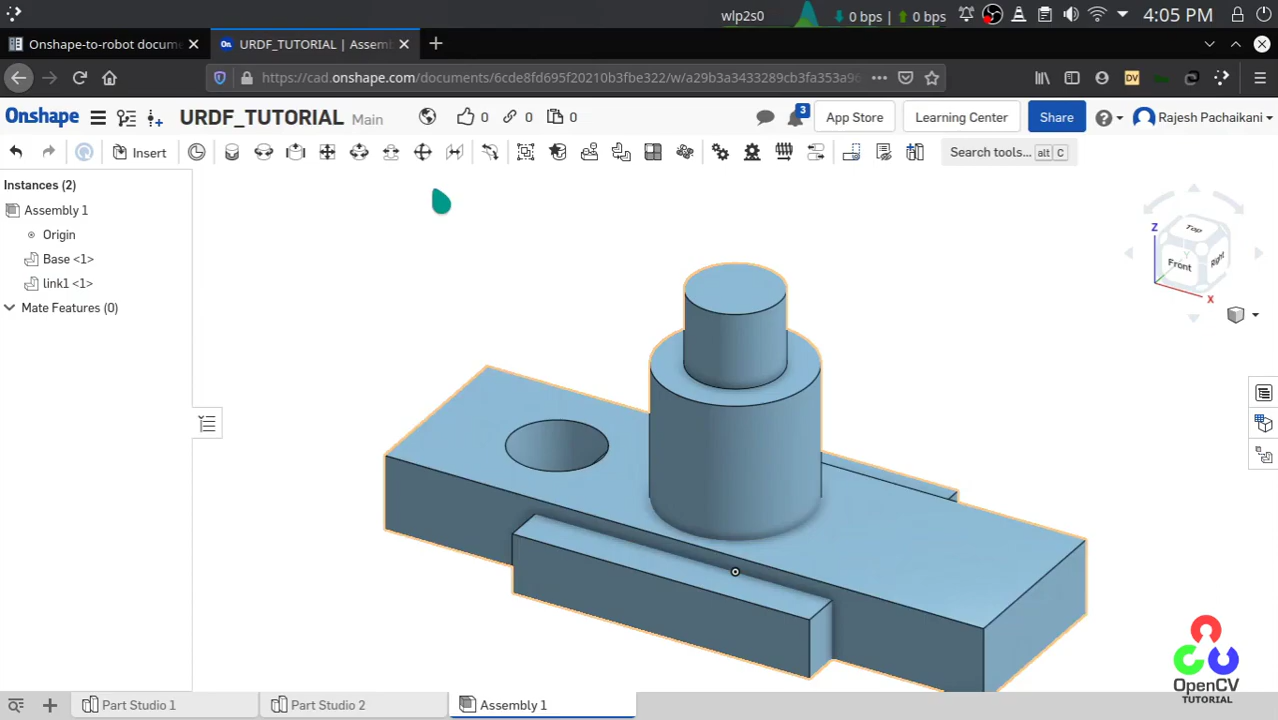 wlp2s0 0 bps 0 bps 4:05 PM
Onshape-to-robot docume
URDF_TUTORIAL | Assemb
https://cad.onshape.com/documents/6cde8fd695f20210b3fbe322/w/a29b3a3433289cb3fa353a96
Onshape URDF_TUTORIAL Main 0 0 0 3 App Store Learning Center Share Rajesh Pachaikani
Insert Search tools... alt C
Instances (2)
Assembly 1
Origin
Base <1>
link1 <1>
Mate Features (0)
Z
Top
Front
Right
Y
X
OpenCV
TUTORIAL
Part Studio 1 Part Studio 2 Assembly 1